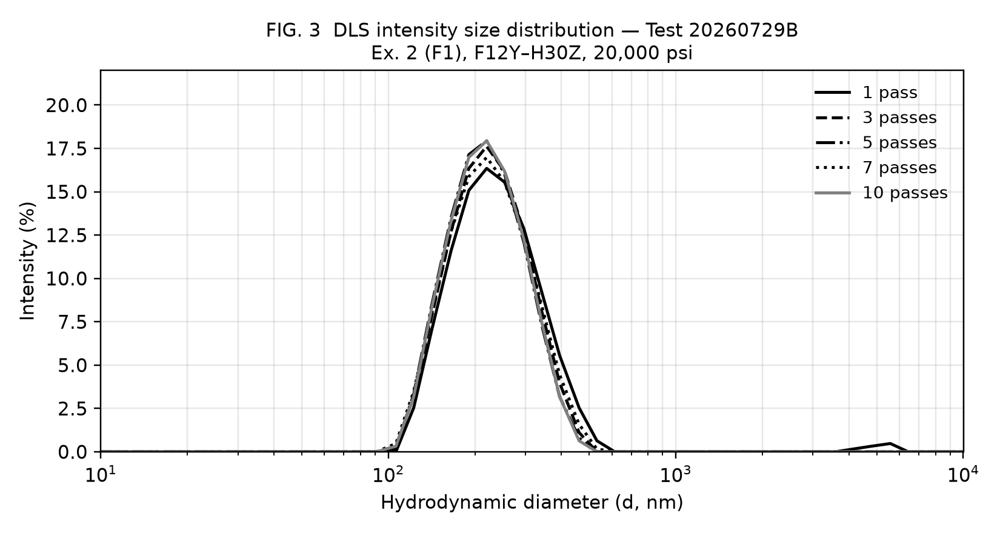 FIG. 3  DLS intensity size distribution — Test 20260729B
Ex. 2 (F1), F12Y–H30Z, 20,000 psi
1 pass
3 passes
5 passes
7 passes
10 passes
Intensity (%)
20.0
17.5
15.0
12.5
10.0
7.5
5.0
2.5
0.0
10¹
10²
10³
10⁴
Hydrodynamic diameter (d, nm)